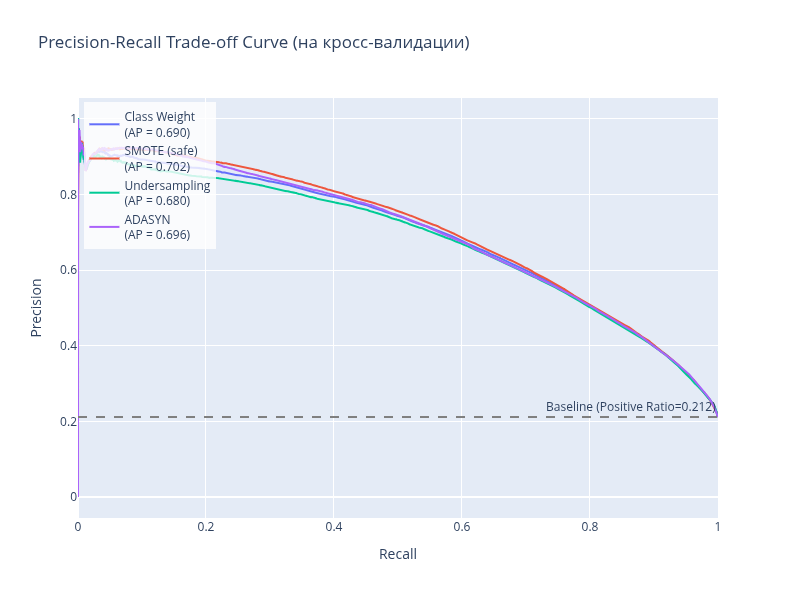 Precision-Recall Trade-off Curve (на кросс-валидации)
Class Weight
(AP = 0.690)
SMOTE (safe)
(AP = 0.702)
Undersampling
(AP = 0.680)
ADASYN
(AP = 0.696)
1
0.8
0.6
0.4
0.2
0
Precision
Baseline (Positive Ratio=0.212)
0
0.2
0.4
0.6
0.8
1
Recall